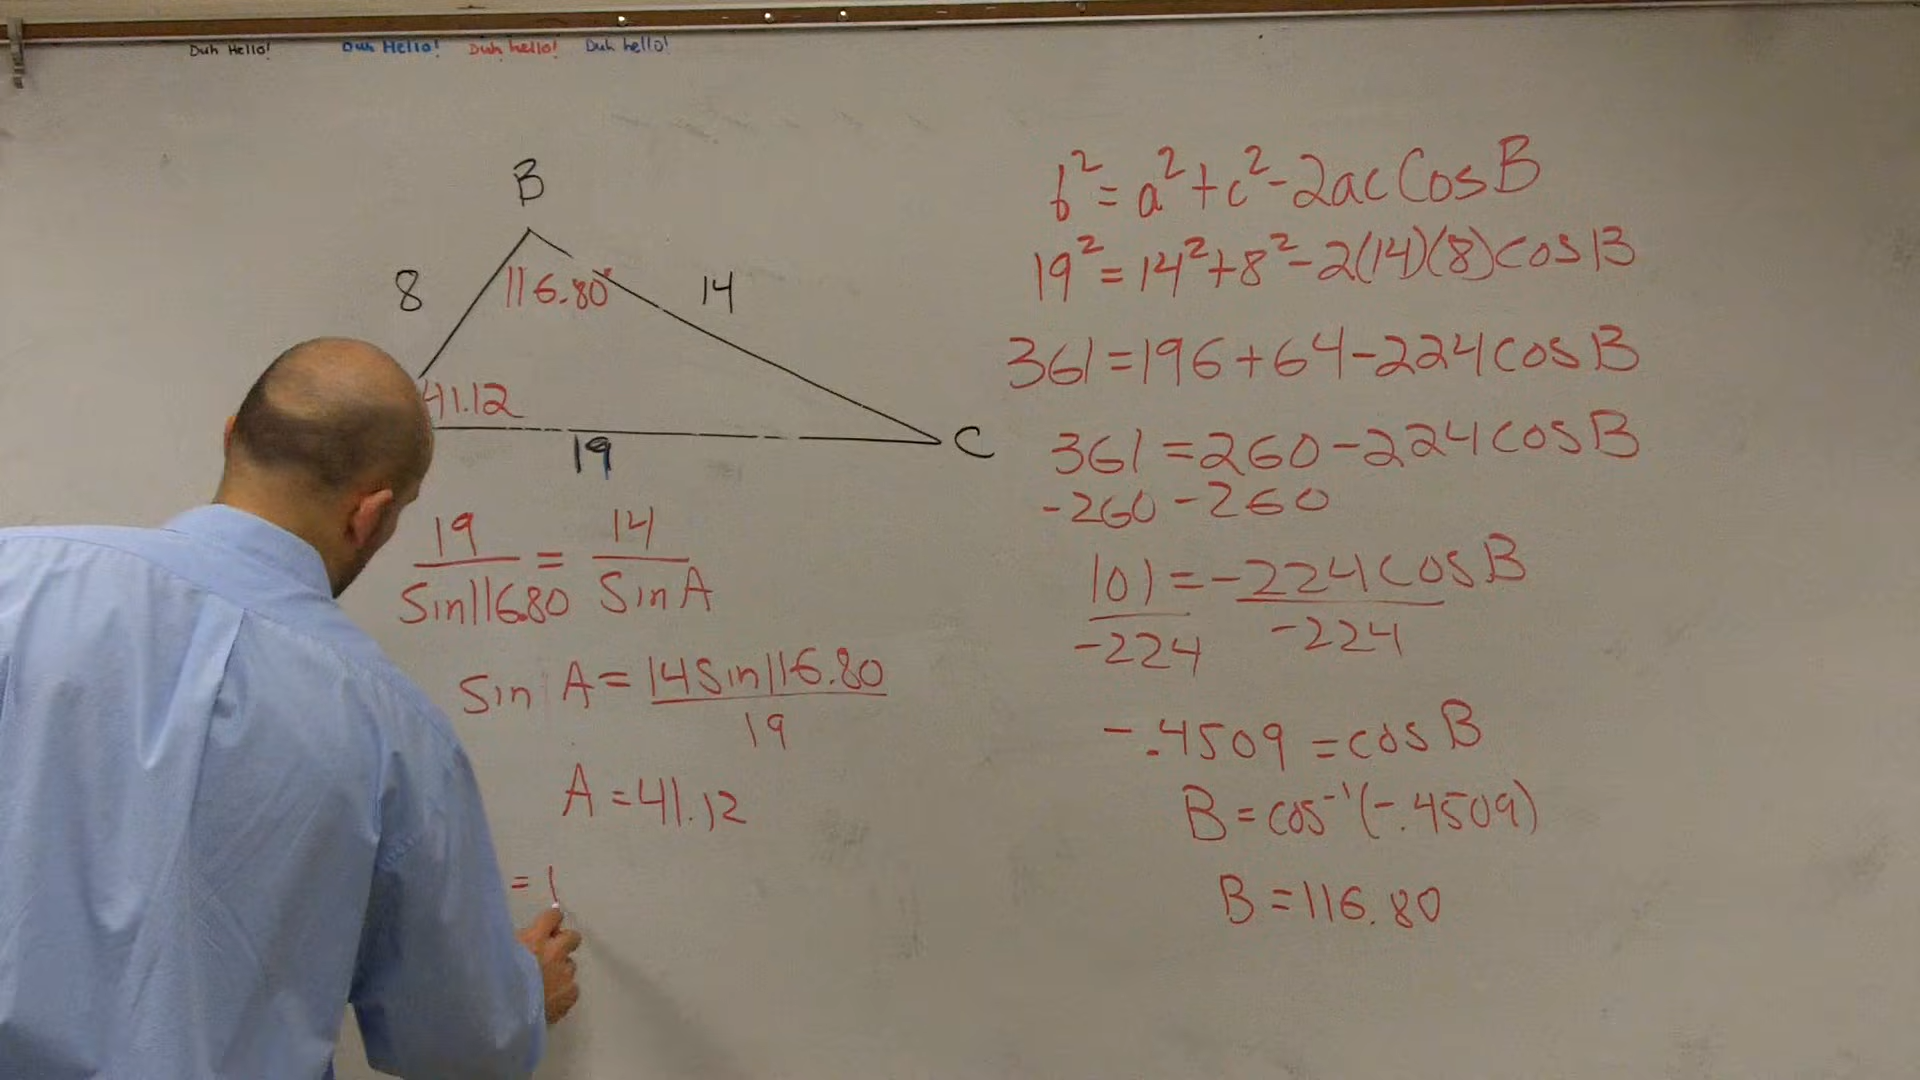 Duh Hello! Duh Hello! Duh hello! Duh hello!
B
8
116.80°
14
41.12
19
C
19/Sin116.80 = 14/Sin A
Sin A = 14Sin116.80/19
A = 41.12
= 1
b² = a² + c² - 2ac Cos B
19² = 14² + 8² - 2(14)(8)cos B
361 = 196 + 64 - 224 cos B
361 = 260 - 224 cos B
-260 -260
101 = -224 cos B
-224 -224
-.4509 = cos B
B = cos⁻¹(-.4509)
B = 116.80